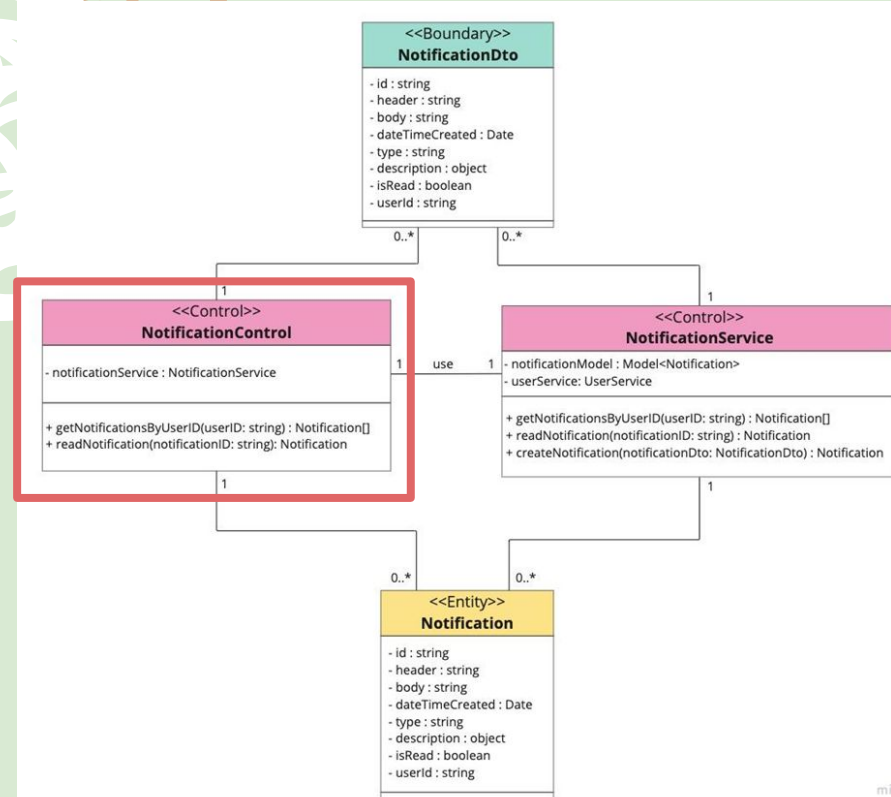 <<Boundary>>
NotificationDto
- id : string
- header : string
- body : string
- dateTimeCreated : Date
- type : string
- description : object
- isRead : boolean
- userId : string
0..*
0..*
1
1
<<Control>>
NotificationControl
- notificationService : NotificationService
+ getNotificationsByUserID(userID: string) : Notification[]
+ readNotification(notificationID: string): Notification
1 use 1
<<Control>>
NotificationService
- notificationModel : Model<Notification>
- userService: UserService
+ getNotificationsByUserID(userID: string) : Notification[]
+ readNotification(notificationID: string) : Notification
+ createNotification(notificationDto: NotificationDto) : Notification
1
1
0..*
0..*
<<Entity>>
Notification
- id : string
- header : string
- body : string
- dateTimeCreated : Date
- type : string
- description : object
- isRead : boolean
- userId : string